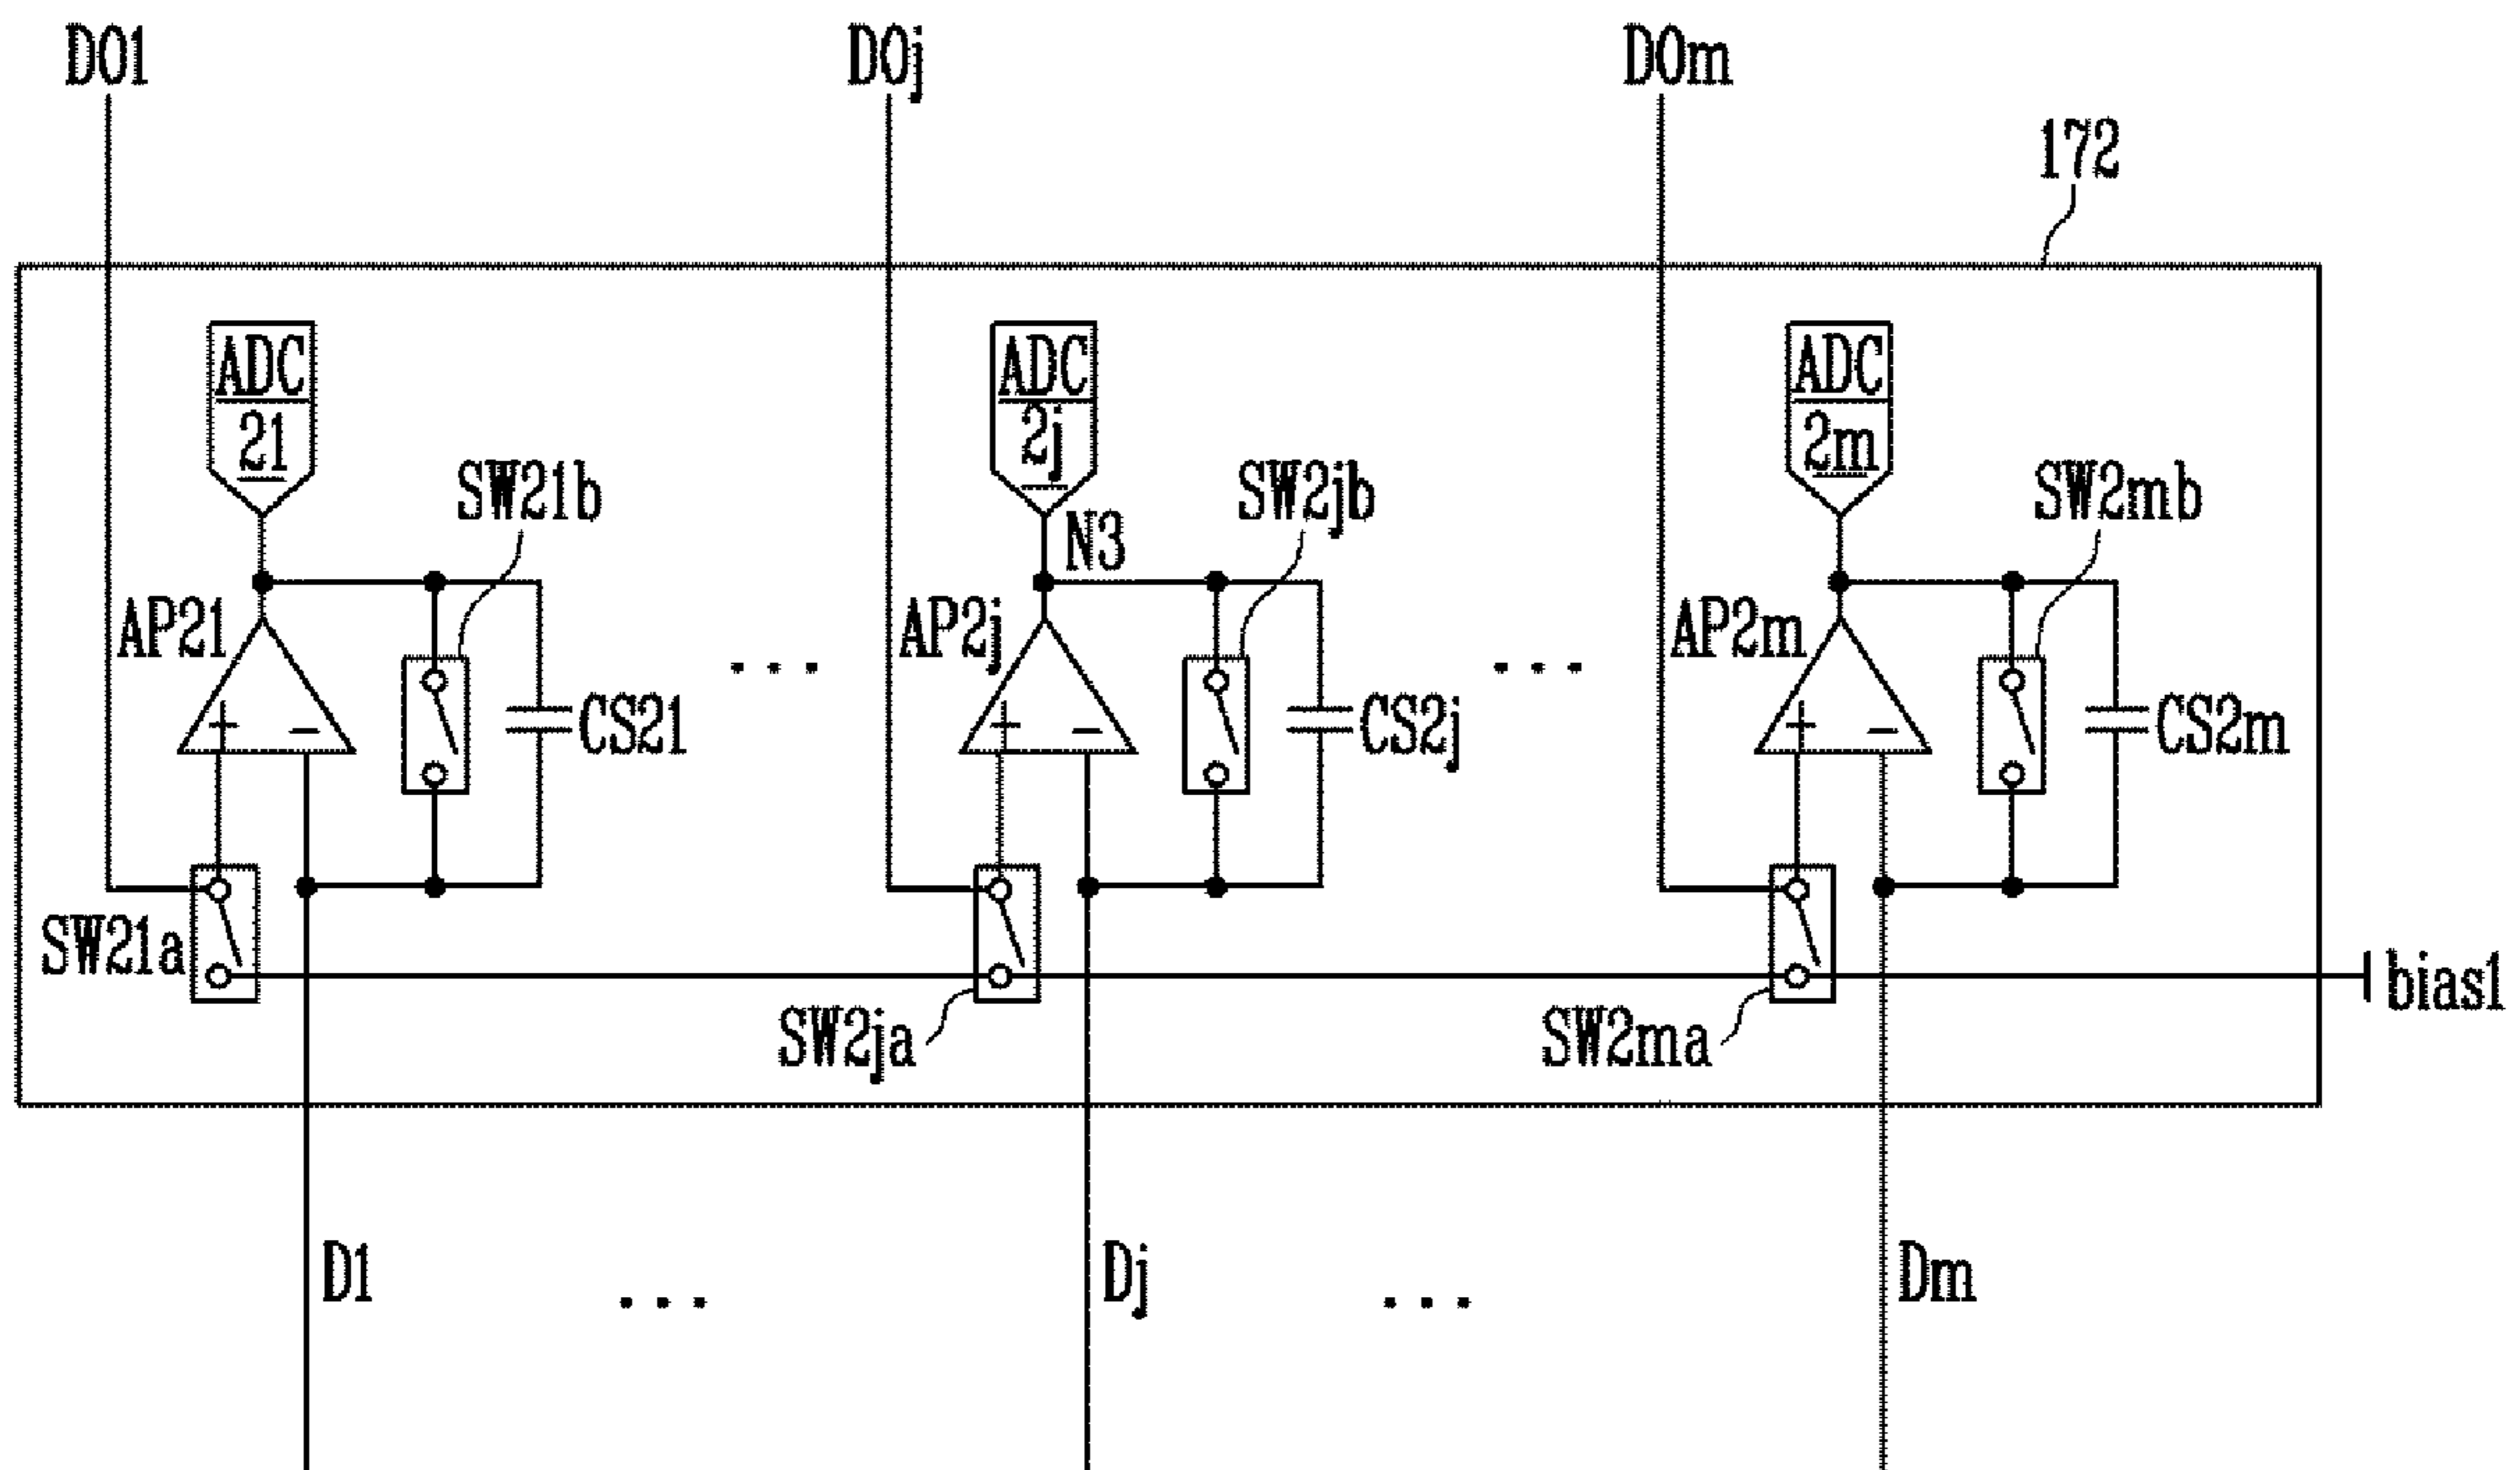 DO1 DOj DOm
172
ADC ADC ADC
21 2j 2m
SW21b SW2jb SW2mb
N3
AP21 AP2j AP2m
... ...
+ - + - + -
CS21 CS2j CS2m
SW21a
bias1
SW2ja SW2ma
D1 Dj Dm
... ...